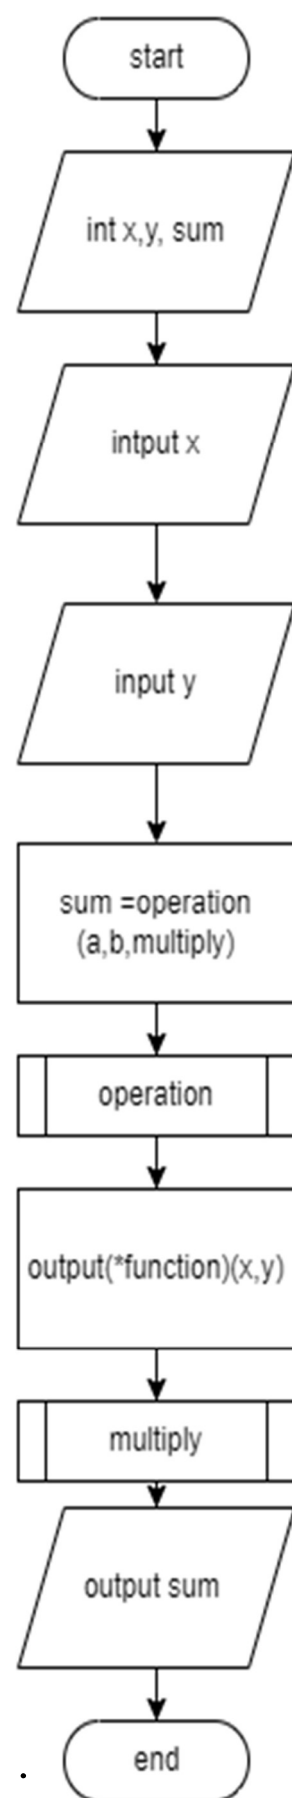 start
int x,y, sum
intput x
input y
sum =operation
(a,b,multiply)
operation
output(*function)(x,y)
multiply
output sum
end
.